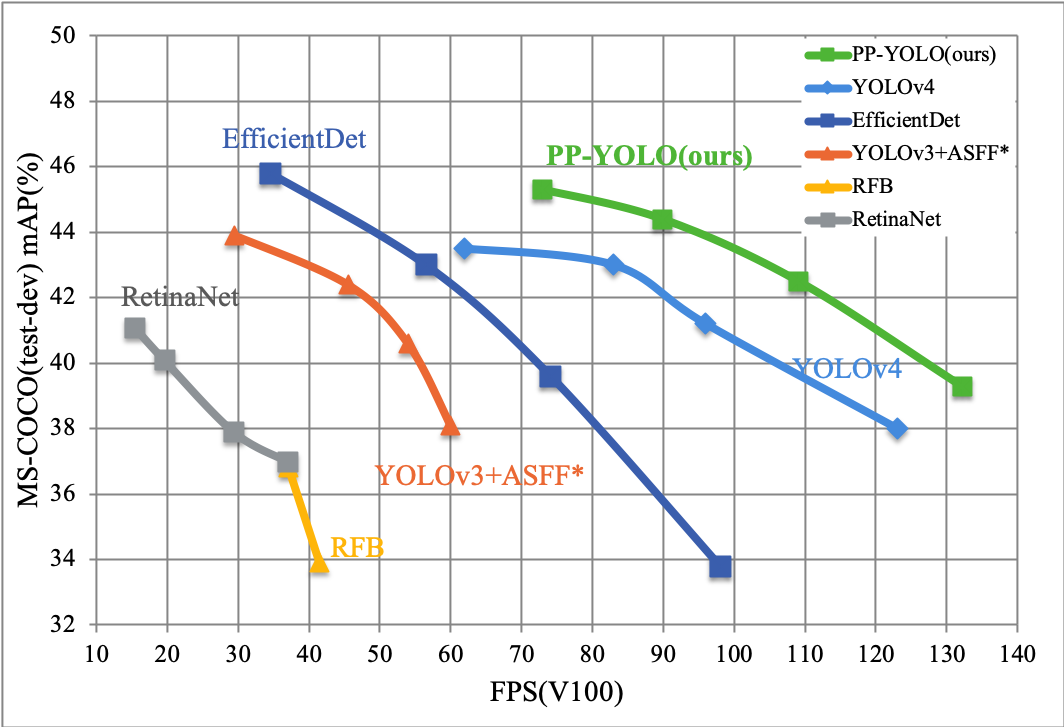 50
48
46
44
42
40
38
36
34
32
MS-COCO(test-dev) mAP(%)
10 20 30 40 50 60 70 80 90 100 110 120 130 140
FPS(V100)
PP-YOLO(ours)
YOLOv4
EfficientDet
YOLOv3+ASFF*
RFB
RetinaNet
EfficientDet
PP-YOLO(ours)
RetinaNet
YOLOv4
YOLOv3+ASFF*
RFB